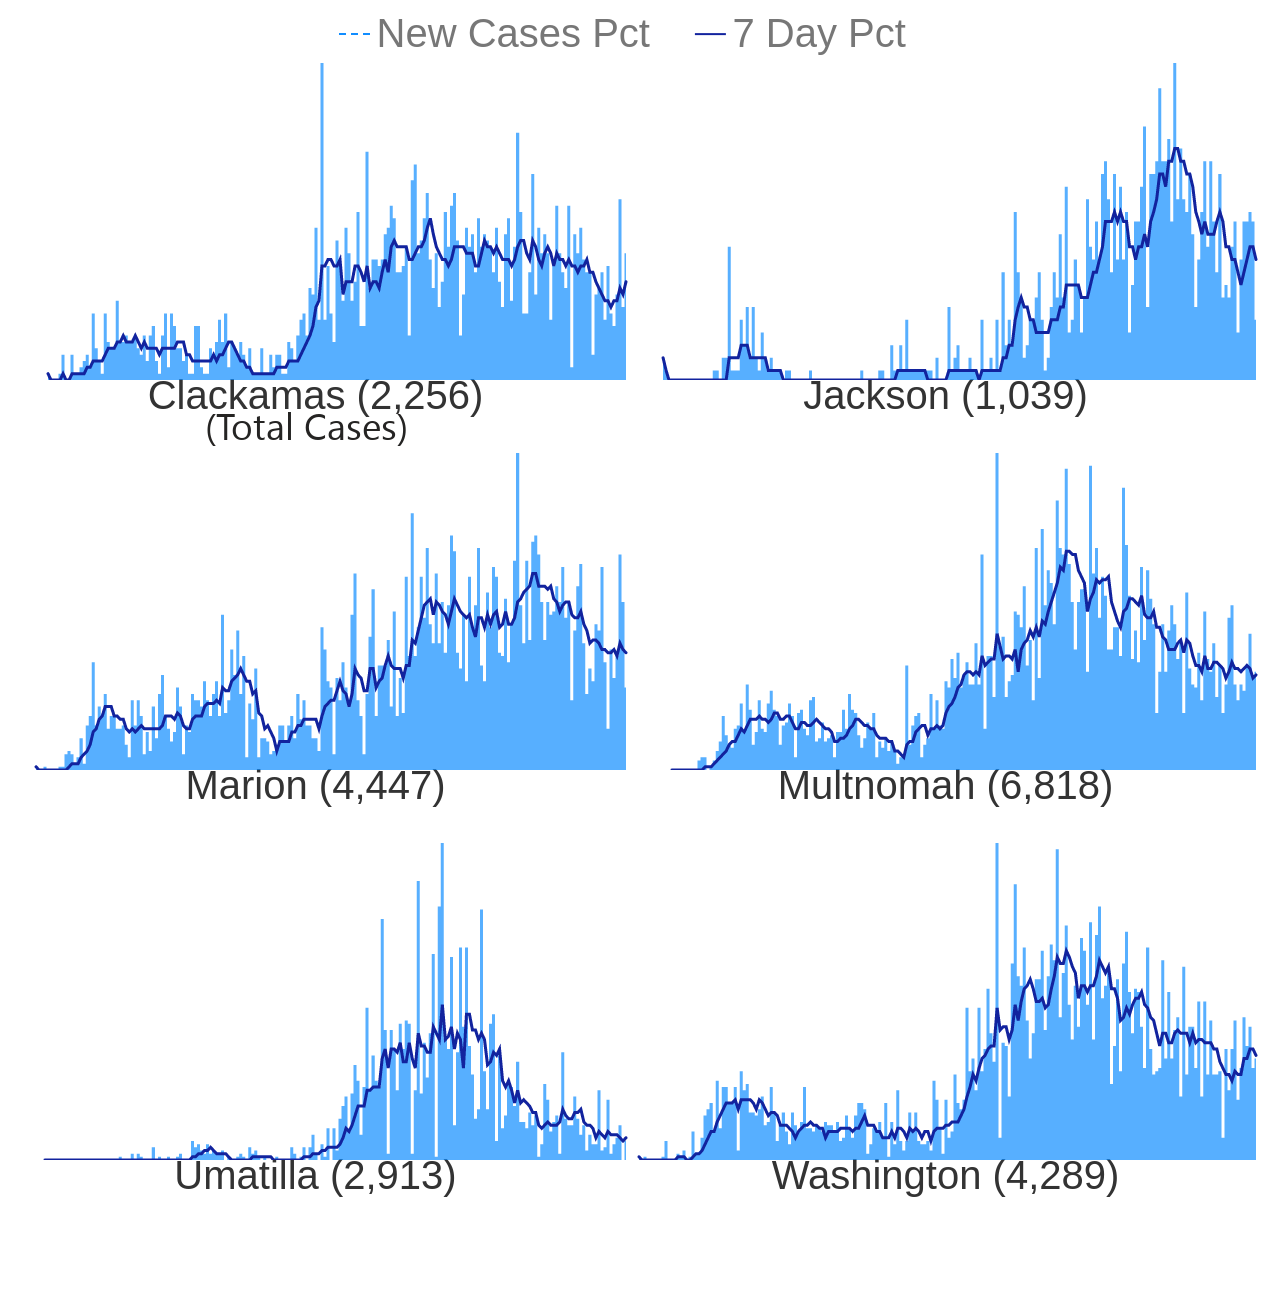 New Cases Pct 7 Day Pct
Clackamas (2,256) Jackson (1,039)
(Total Cases)
Marion (4,447) Multnomah (6,818)
Umatilla (2,913) Washington (4,289)